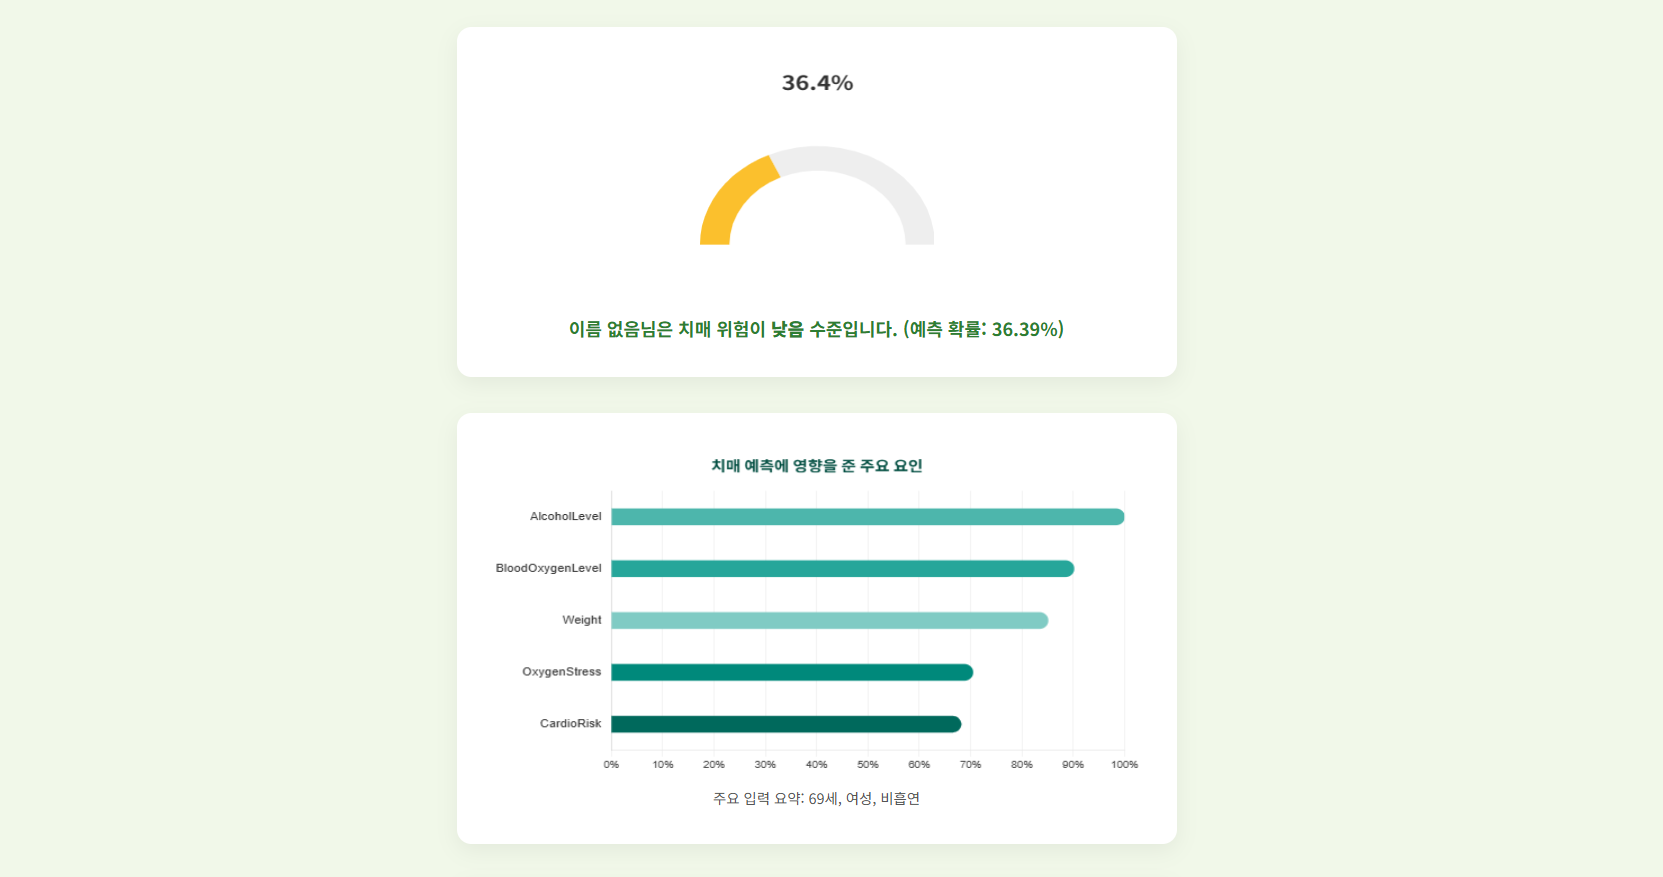 36.4%
이름 없음님은 치매 위험이 낮음 수준입니다. (예측 확률: 36.39%)
치매 예측에 영향을 준 주요 요인
AlcoholLevel
BloodOxygenLevel
Weight
OxygenStress
CardioRisk
0% 10% 20% 30% 40% 50% 60% 70% 80% 90% 100%
주요 입력 요약: 69세, 여성, 비흡연